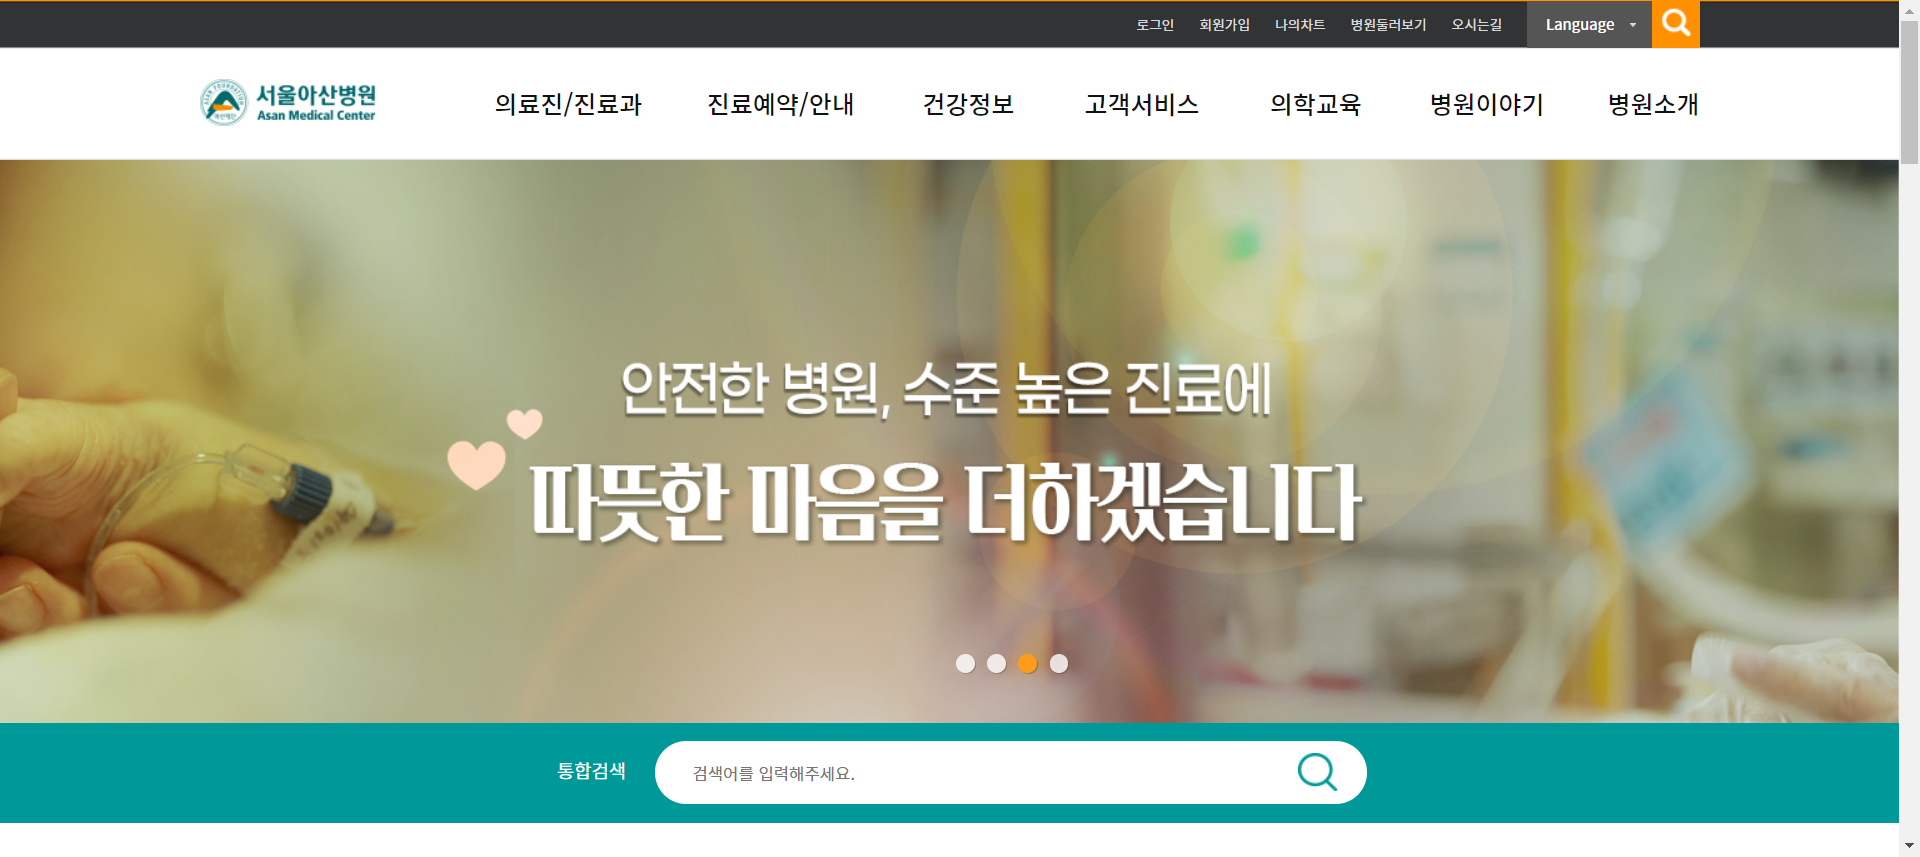 로그인 회원가입 나의차트 병원둘러보기 오시는길 Language
서울아산병원
Asan Medical Center
의료진/진료과 진료예약/안내 건강정보 고객서비스 의학교육 병원이야기 병원소개
안전한 병원, 수준 높은 진료에
따뜻한 마음을 더하겠습니다
통합검색 검색어를 입력해주세요.